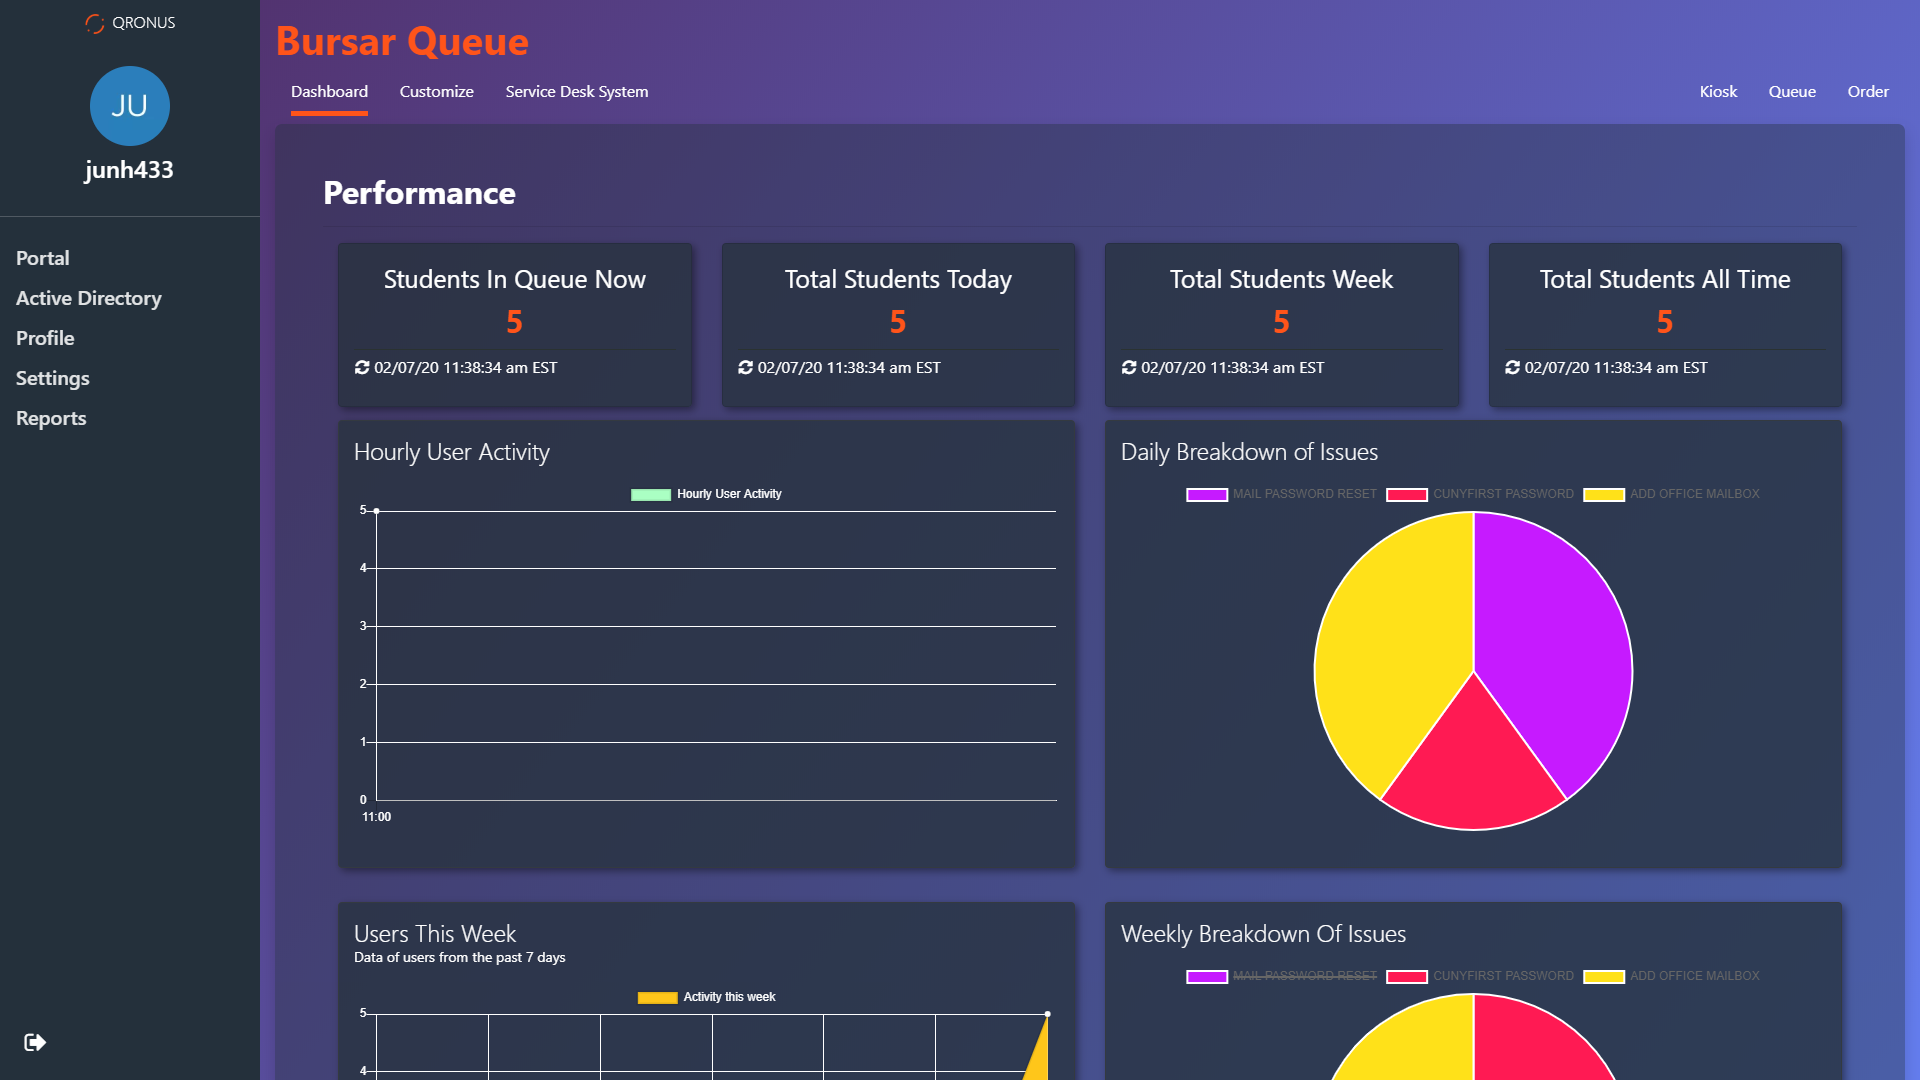 QRONUS
JU
junh433
Portal
Active Directory
Profile
Settings
Reports
Bursar Queue
Dashboard Customize Service Desk System Kiosk Queue Order
Performance
Students In Queue Now
5
02/07/20 11:38:34 am EST
Total Students Today
5
02/07/20 11:38:34 am EST
Total Students Week
5
02/07/20 11:38:34 am EST
Total Students All Time
5
02/07/20 11:38:34 am EST
Hourly User Activity
Hourly User Activity
5
4
3
2
1
0
11:00
Daily Breakdown of Issues
MAIL PASSWORD RESET CUNYFIRST PASSWORD ADD OFFICE MAILBOX
Users This Week
Data of users from the past 7 days
Activity this week
5
4
Weekly Breakdown Of Issues
MAIL PASSWORD RESET CUNYFIRST PASSWORD ADD OFFICE MAILBOX